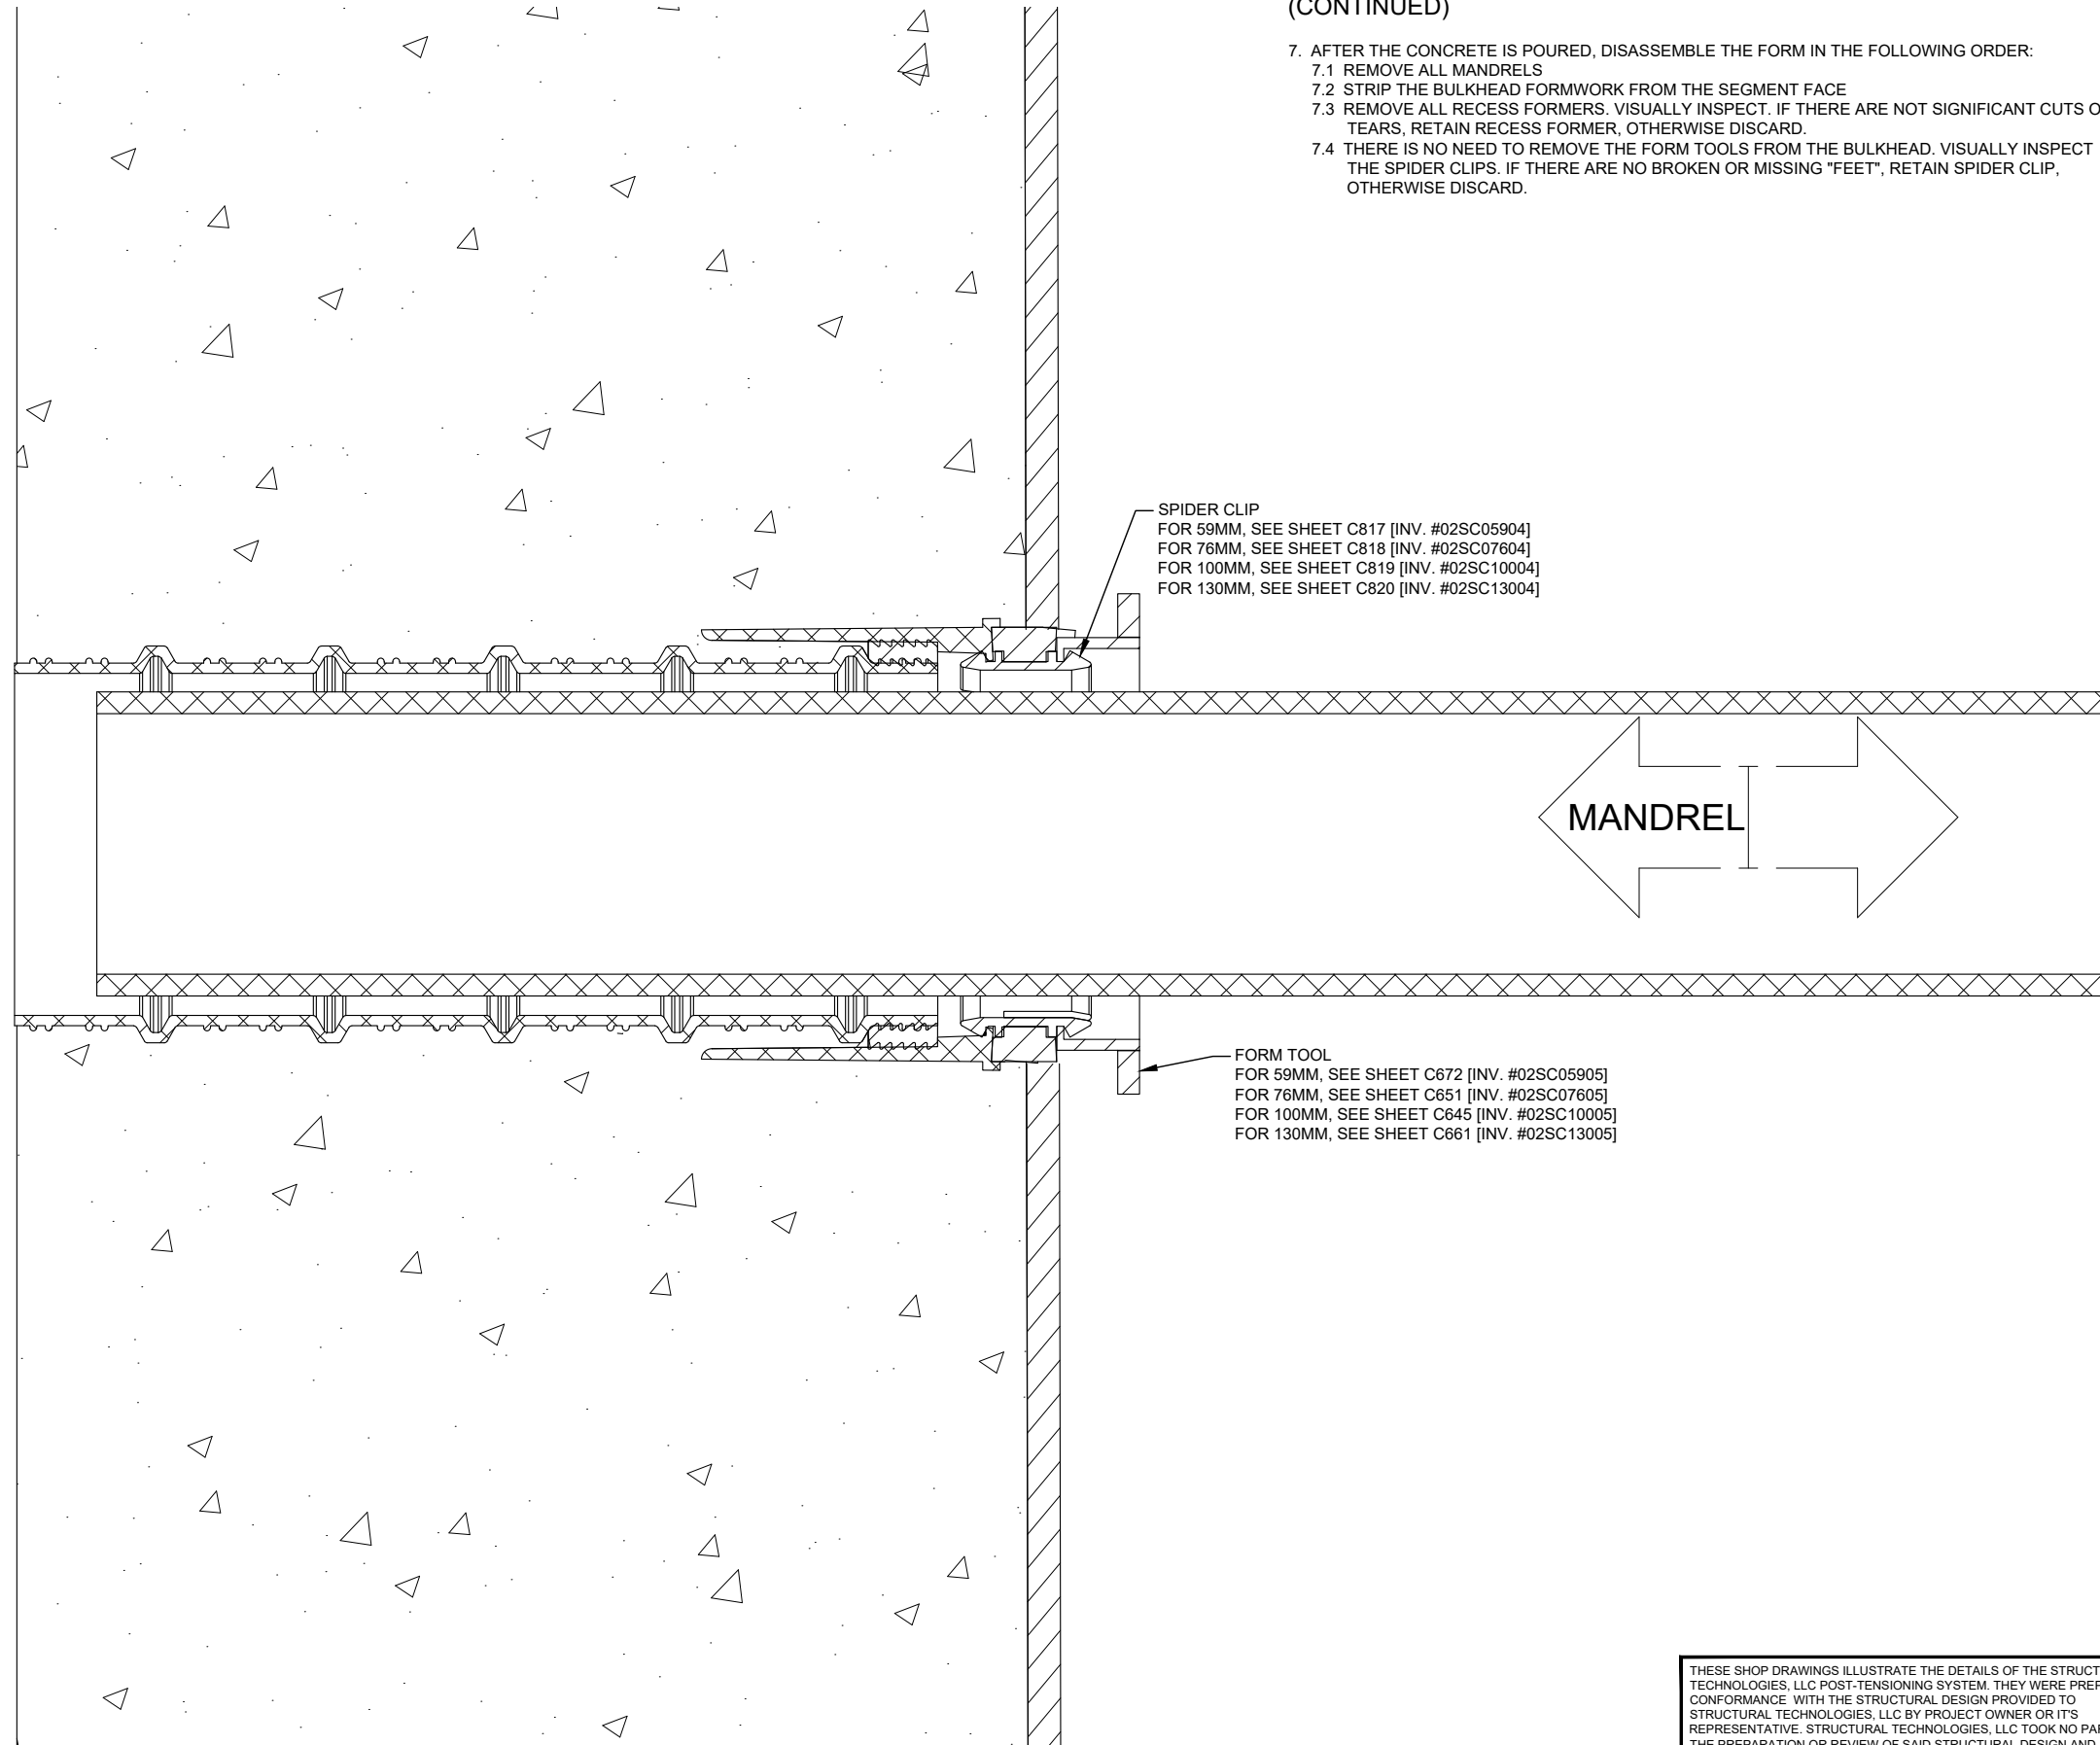 (CONTINUED)
7. AFTER THE CONCRETE IS POURED, DISASSEMBLE THE FORM IN THE FOLLOWING ORDER:
7.1 REMOVE ALL MANDRELS
7.2 STRIP THE BULKHEAD FORMWORK FROM THE SEGMENT FACE
7.3 REMOVE ALL RECESS FORMERS. VISUALLY INSPECT. IF THERE ARE NOT SIGNIFICANT CUTS
TEARS, RETAIN RECESS FORMER, OTHERWISE DISCARD.
7.4 THERE IS NO NEED TO REMOVE THE FORM TOOLS FROM THE BULKHEAD. VISUALLY INSPECT
THE SPIDER CLIPS. IF THERE ARE NO BROKEN OR MISSING "FEET", RETAIN SPIDER CLIP,
OTHERWISE DISCARD.
SPIDER CLIP
FOR 59MM, SEE SHEET C817 [INV. #02SC05904]
FOR 76MM, SEE SHEET C818 [INV. #02SC07604]
FOR 100MM, SEE SHEET C819 [INV. #02SC10004]
FOR 130MM, SEE SHEET C820 [INV. #02SC13004]
MANDREL
FORM TOOL
FOR 59MM, SEE SHEET C672 [INV. #02SC05905]
FOR 76MM, SEE SHEET C651 [INV. #02SC07605]
FOR 100MM, SEE SHEET C645 [INV. #02SC10005]
FOR 130MM, SEE SHEET C661 [INV. #02SC13005]
THESE SHOP DRAWINGS ILLUSTRATE THE DETAILS OF THE
TECHNOLOGIES, LLC POST-TENSIONING SYSTEM. THEY WERE
CONFORMANCE WITH THE STRUCTURAL DESIGN PROVIDED TO
STRUCTURAL TECHNOLOGIES, LLC BY PROJECT OWNER OR IT'S
REPRESENTATIVE. STRUCTURAL TECHNOLOGIES, LLC TOOK NO
THE PREPARATION OR REVIEW OF SAID STRUCTURAL DESIGN AND